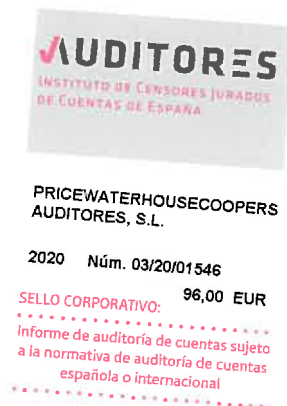 AUDITORES
INSTITUTO DE CENSORES JURADOS
DE CUENTAS DE ESPAÑA
PRICEWATERHOUSECOOPERS
AUDITORES, S.L.
2020 Núm. 03/20/01546
96,00 EUR
SELLO CORPORATIVO:
Informe de auditoría de cuentas sujeto
a la normativa de auditoría de cuentas
española o internacional